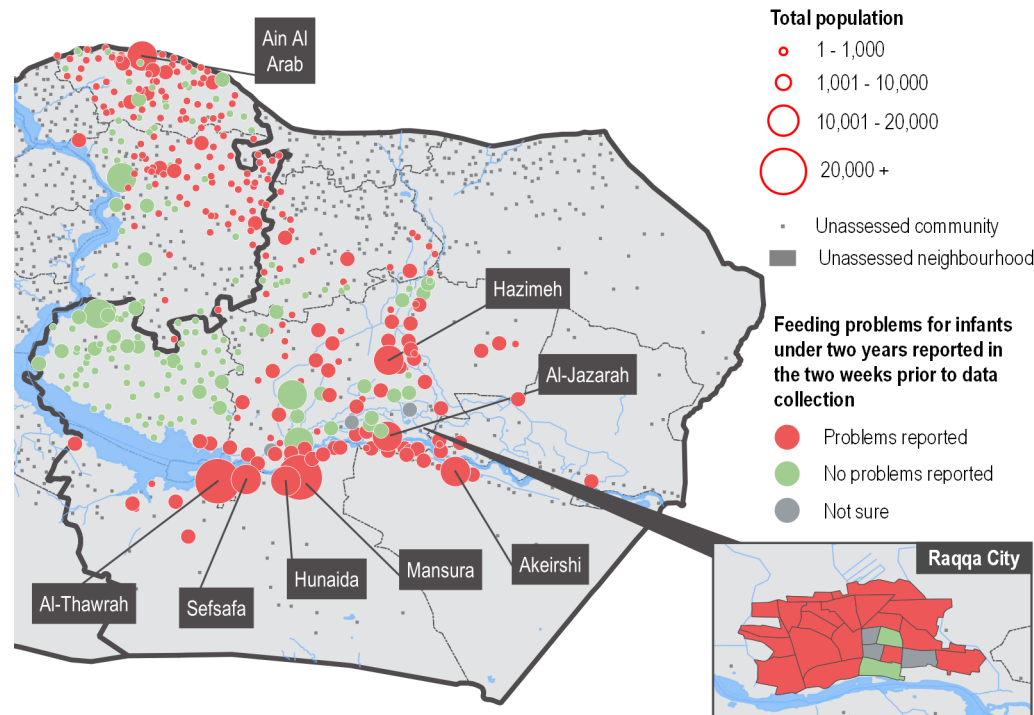 Ain Al
Arab
Hazimeh
Al-Jazarah
Al-Thawrah
Sefsafa
Hunaida
Mansura
Akeirshi
Total population
1 - 1,000
1,001 - 10,000
10,001 - 20,000
20,000 +
Unassessed community
Unassessed neighbourhood
Feeding problems for infants
under two years reported in
the two weeks prior to data
collection
Problems reported
No problems reported
Not sure
Raqqa City